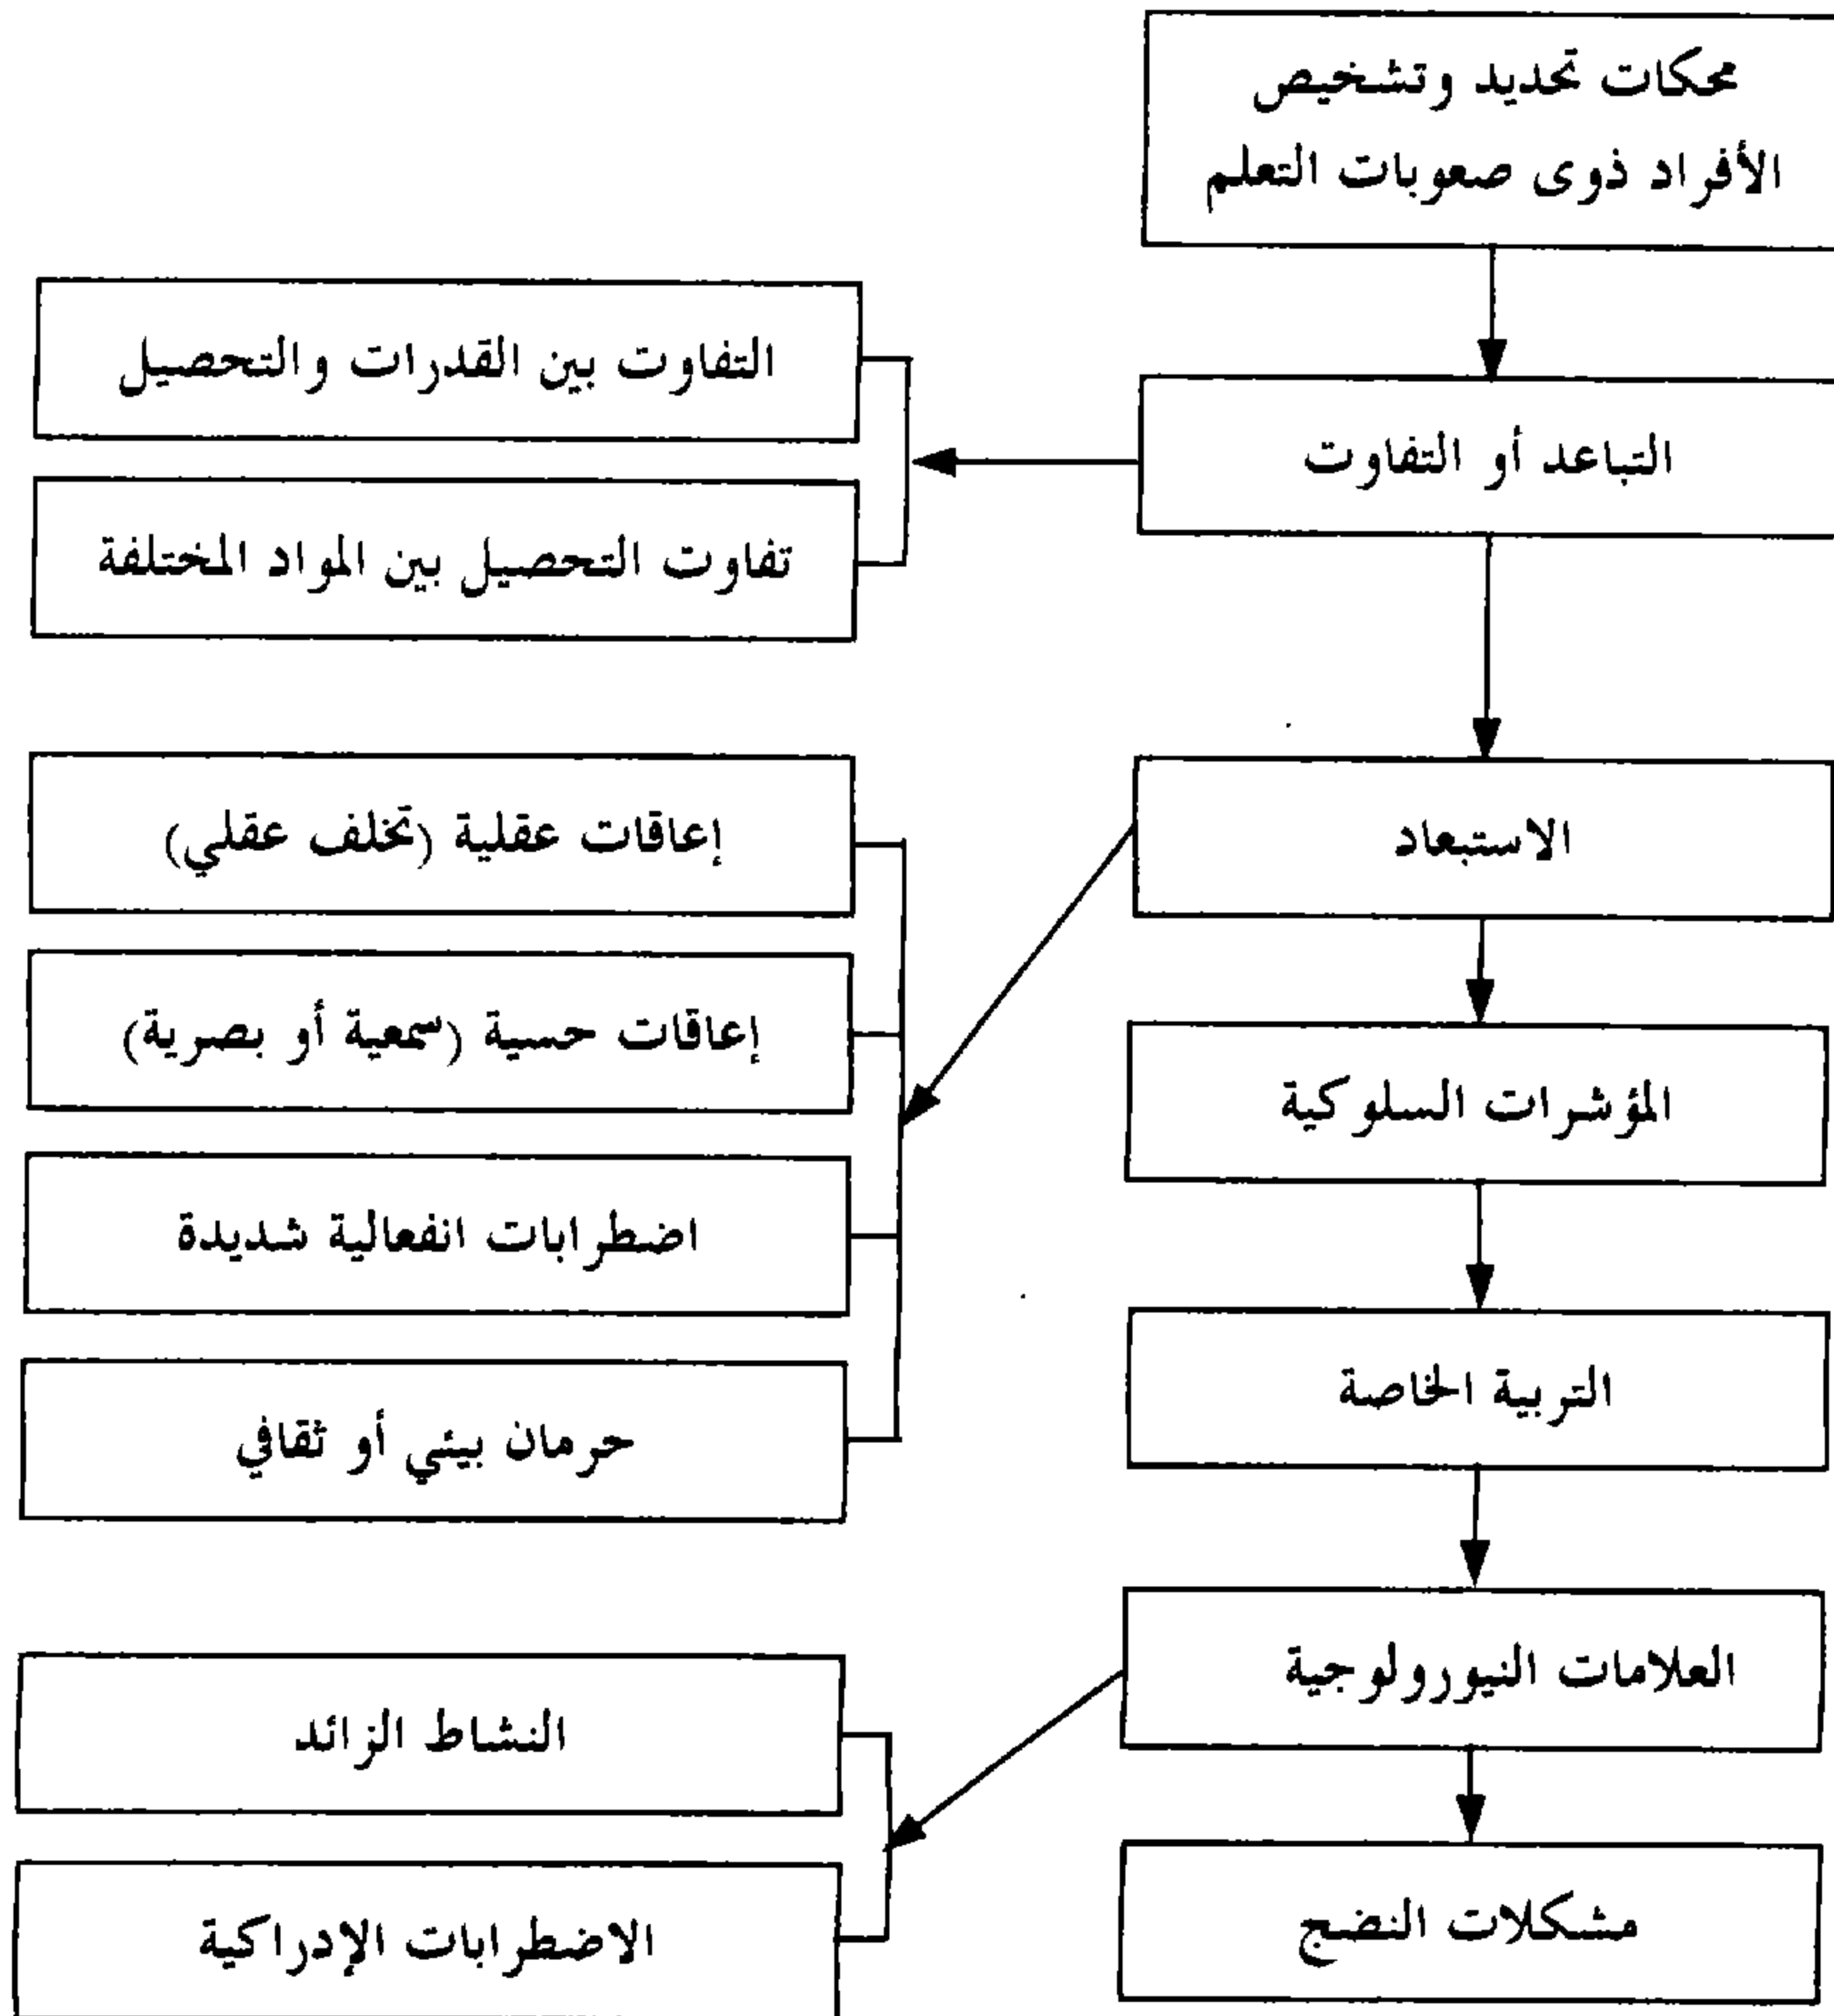 محكات تحديد وتشخيص
الأفراد ذوى صعوبات التعلم
التباعد أو التفاوت
التفاوت بين القدرات والتحصيل
تفاوت التحصيل بين المواد المختلفة
الاستبعاد
إعاقات عقلية (تخلف عقلي)
إعاقات حسية (سمعية أو بصرية)
اضطرابات انفعالية شديدة
حرمان بيئي أو ثقافي
المؤشرات السلوكية
التربية الخاصة
العلامات النيورولوجية
النشاط الزائد
الاضطرابات الإدراكية
مشكلات النضج